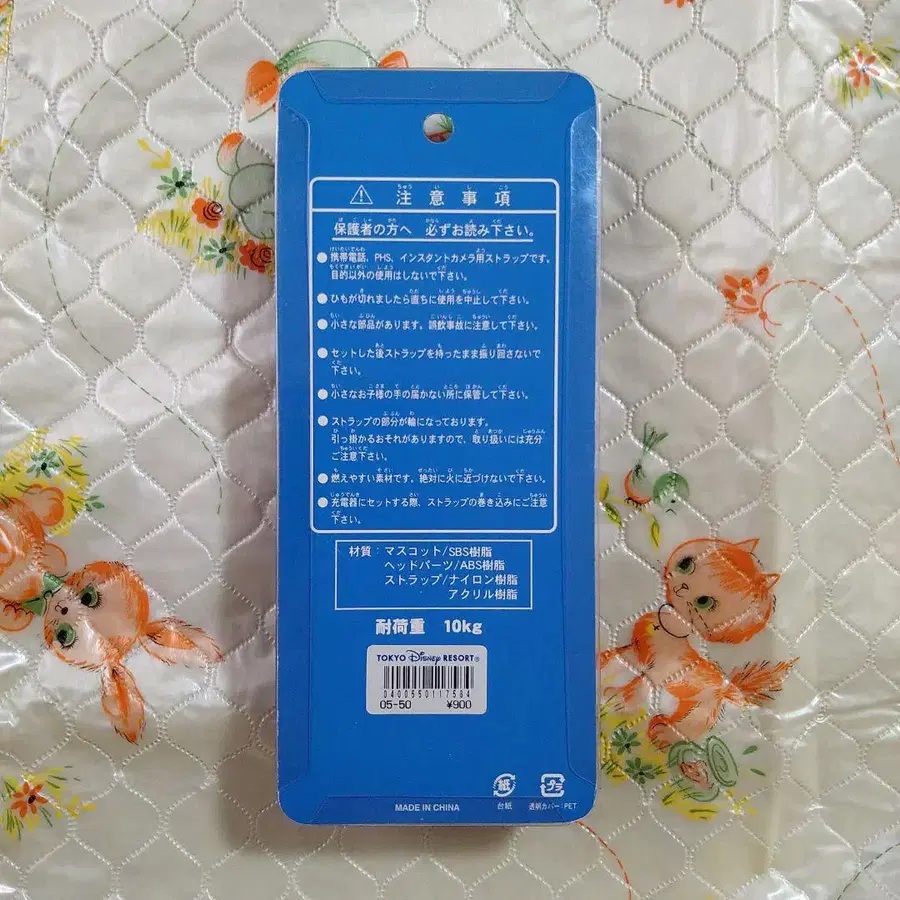 ⚠ 注意事項
保護者の方へ 必ずお読み下さい。
●携帯電話、PHS、インスタントカメラ用ストラップです。
目的以外の使用はしないで下さい。
●ひもが切れましたら直ちに使用を中止して下さい。
●小さな部品があります。誤飲事故に注意して下さい。
●セットした後ストラップを持ったまま振り回さないで
下さい。
●小さなお子様の手の届かない所に保管して下さい。
●ストラップの部分が輪になっております。
引っ掛かるおそれがありますので、取り扱いには充分
ご注意下さい。
●燃えやすい素材です。絶対に火に近づけないで下さい。
●充電器にセットする際、ストラップの巻き込みにご注意
下さい。
材質：マスコット/SBS樹脂
ヘッドパーツ/ABS樹脂
ストラップ/ナイロン樹脂
アクリル樹脂
耐荷重 10kg
TOKYO Disney RESORT®
0400550117584
05-50 ¥900
紙 プラ
MADE IN CHINA 台紙 透明カバー：PET